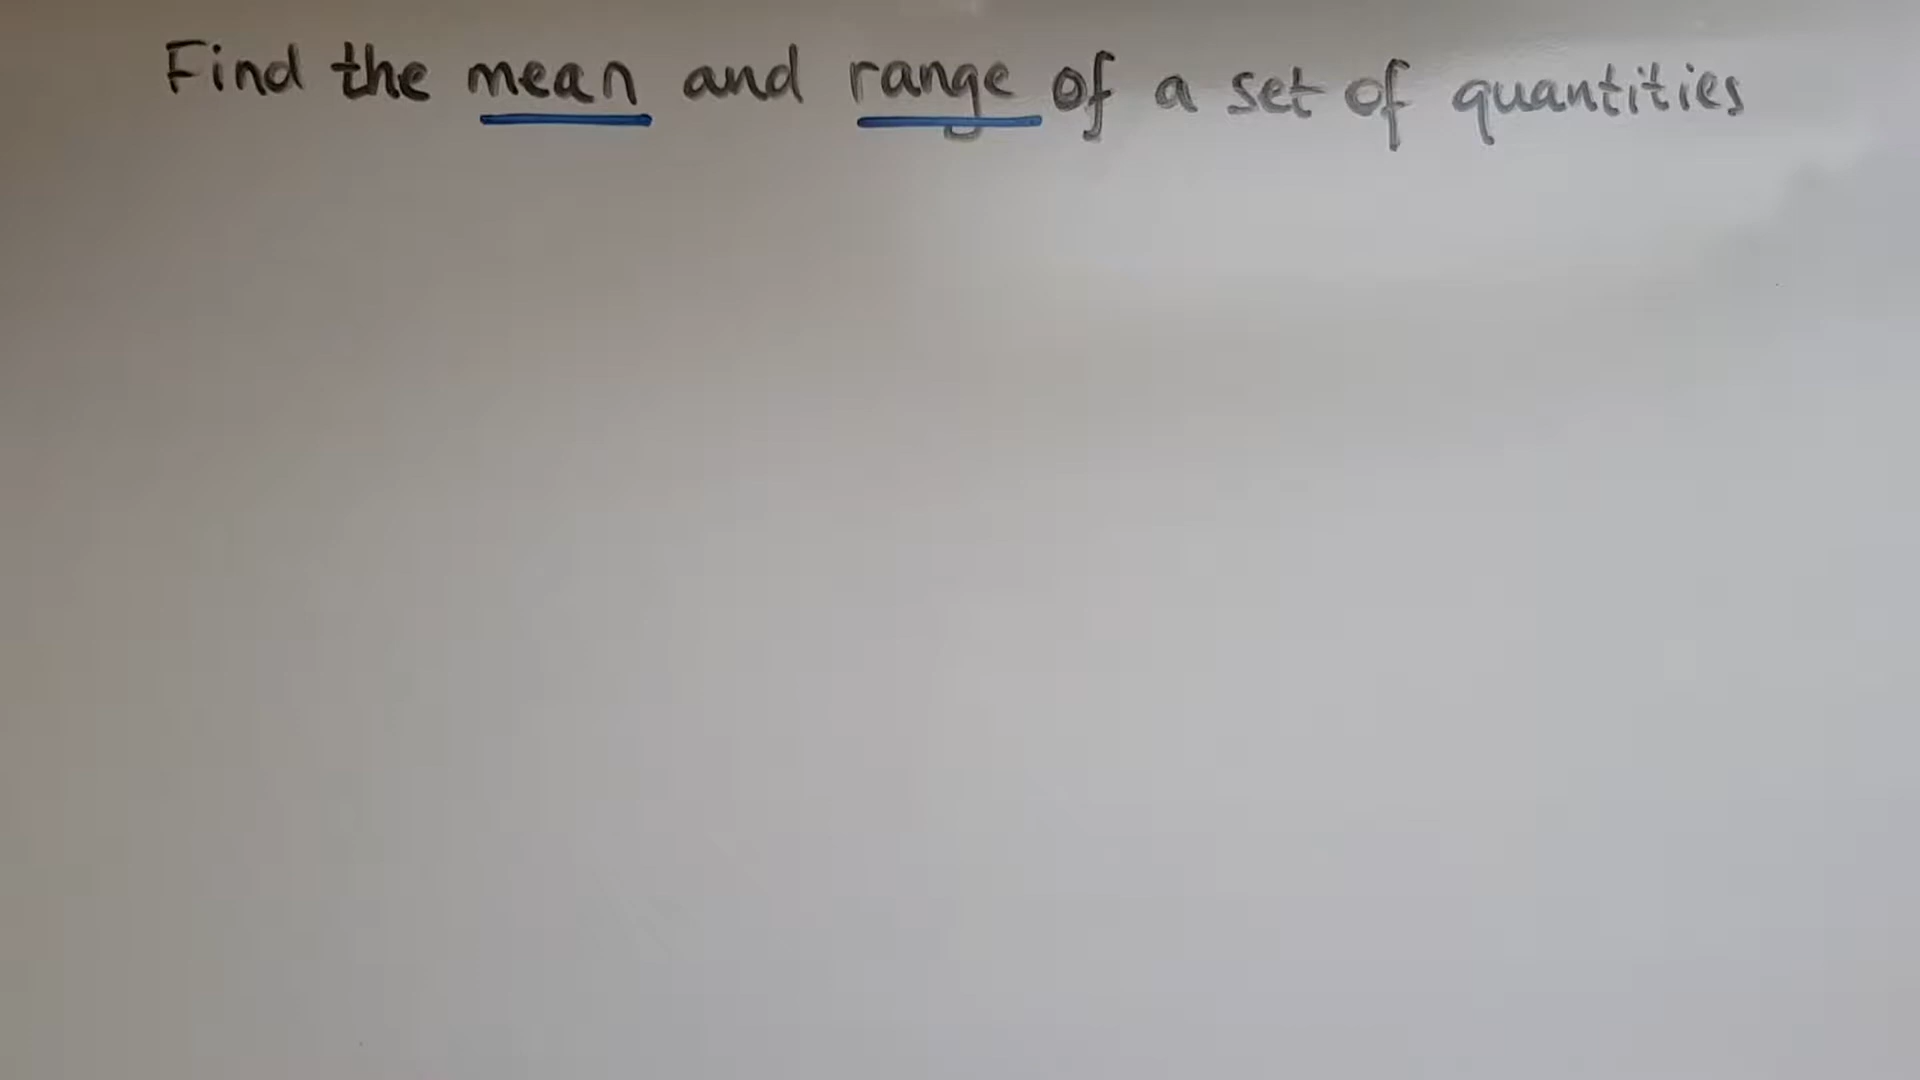 Find the mean and range of a set of quantities